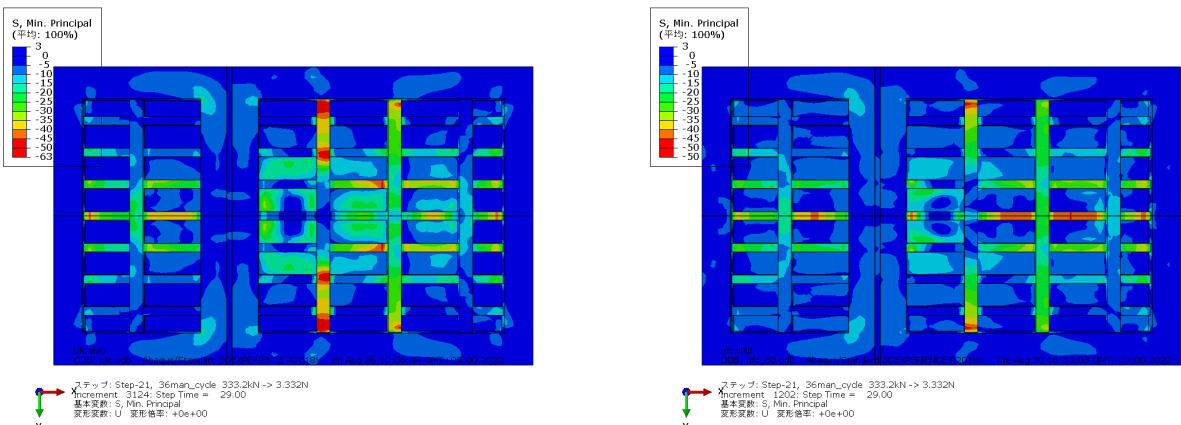 S, Min. Principal
(平均: 100%)
3
0
-5
-10
-15
-20
-25
-30
-35
-40
-45
-50
-63
ufc slab
ステップ: Step-21, 36man_cycle 333.2kN -> 3.332N
Increment 3124: Step Time = 29.00
基本変数: S, Min. Principal
変形変数: U 変形倍率: +0e+00
X
Y
S, Min. Principal
(平均: 100%)
3
0
-5
-10
-15
-20
-25
-30
-35
-40
-45
-50
-50
ufc slab
ステップ: Step-21, 36man_cycle 333.2kN -> 3.332N
Increment 1202: Step Time = 29.00
基本変数: S, Min. Principal
変形変数: U 変形倍率: +0e+00
X
Y